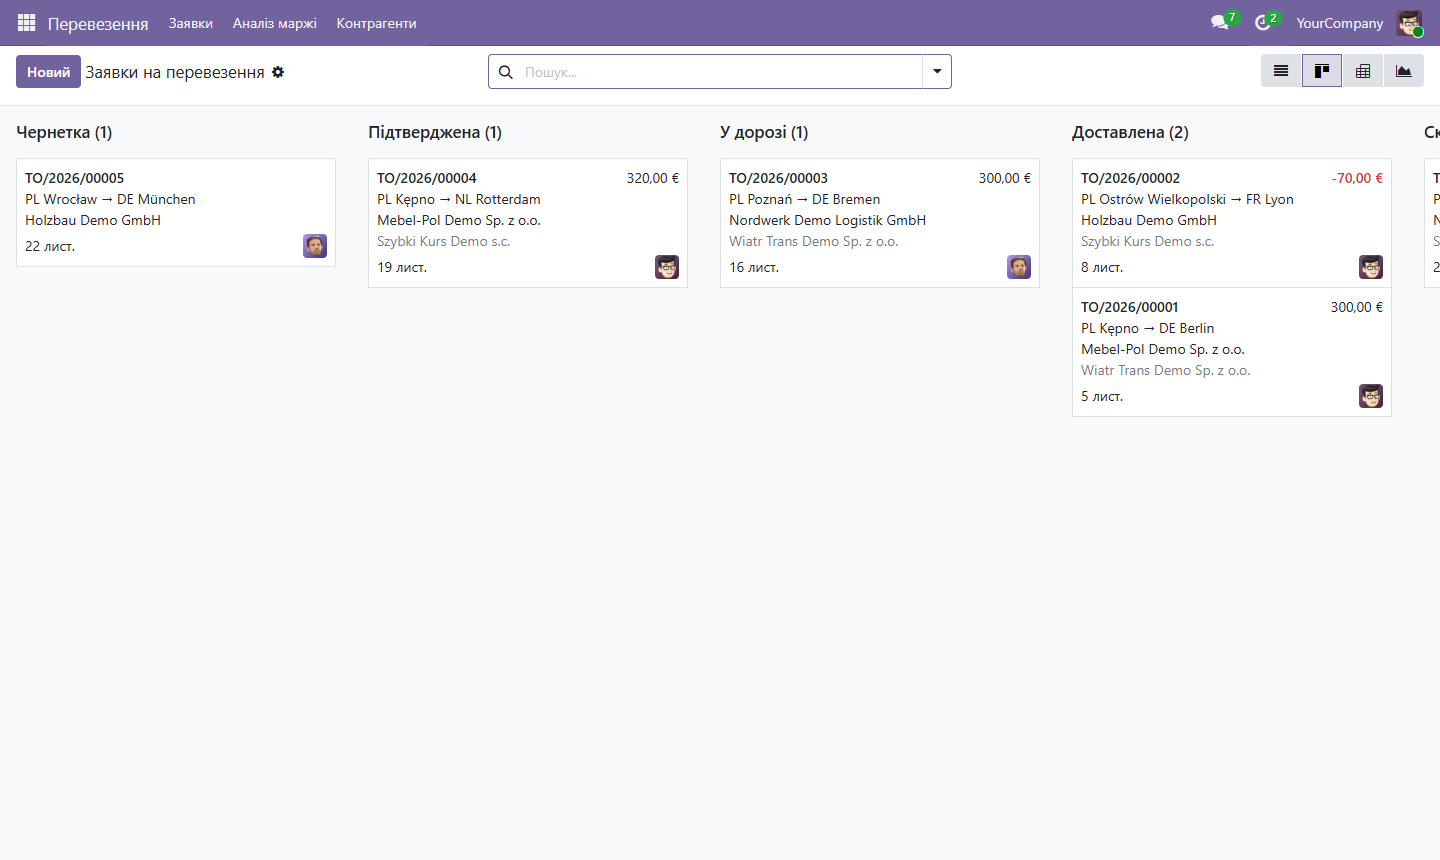 Перевезення Заявки Аналіз маржі Контрагенти 7 2 YourCompany
Новий Заявки на перевезення Пошук...
Чернетка (1)
TO/2026/00005
PL Wrocław → DE München
Holzbau Demo GmbH
22 лист.
Підтверджена (1)
TO/2026/00004 320,00 €
PL Kępno → NL Rotterdam
Mebel-Pol Demo Sp. z o.o.
Szybki Kurs Demo s.c.
19 лист.
У дорозі (1)
TO/2026/00003 300,00 €
PL Poznań → DE Bremen
Nordwerk Demo Logistik GmbH
Wiatr Trans Demo Sp. z o.o.
16 лист.
Доставлена (2)
TO/2026/00002 -70,00 €
PL Ostrów Wielkopolski → FR Lyon
Holzbau Demo GmbH
Szybki Kurs Demo s.c.
8 лист.
TO/2026/00001 300,00 €
PL Kępno → DE Berlin
Mebel-Pol Demo Sp. z o.o.
Wiatr Trans Demo Sp. z o.o.
5 лист.